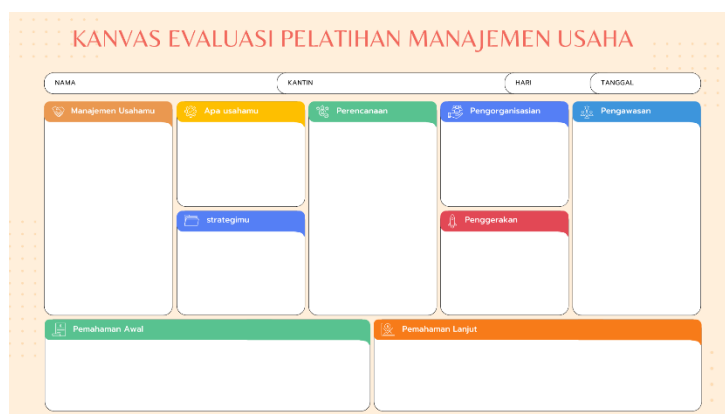 KANVAS EVALUASI PELATIHAN MANAJEMEN USAHA
NAMA
KANTIN
HARI
TANGGAL
Manajemen Usahamu
Apa usahamu
Perencanaan
Pengorganisasian
Pengawasan
strategimu
Penggerakan
Pemahaman Awal
Pemahaman Lanjut